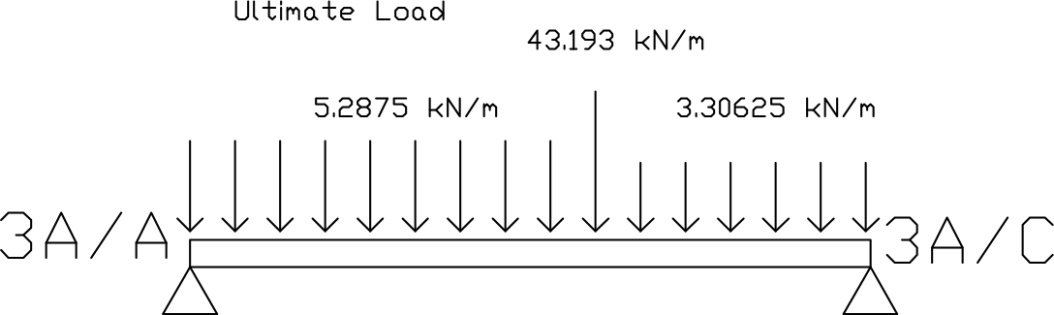 Ultimate Load
43.193 kN/m
5.2875 kN/m
3.30625 kN/m
3A/A
3A/C